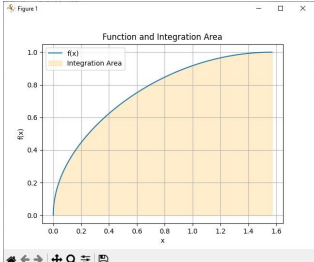 Figure 1
Function and Integration Area
f(x)
Integration Area
1.0
0.8
0.6
0.4
0.2
0.0
f(x)
0.0 0.2 0.4 0.6 0.8 1.0 1.2 1.4 1.6
x